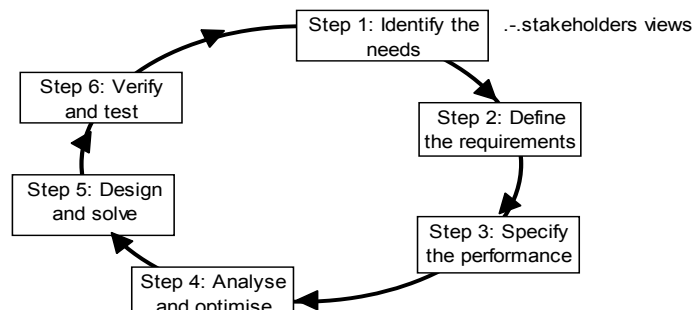 Step 1: Identify the
needs
.-.stakeholders views
Step 2: Define
the requirements
Step 3: Specify
the performance
Step 4: Analyse
and optimise
Step 5: Design
and solve
Step 6: Verify
and test